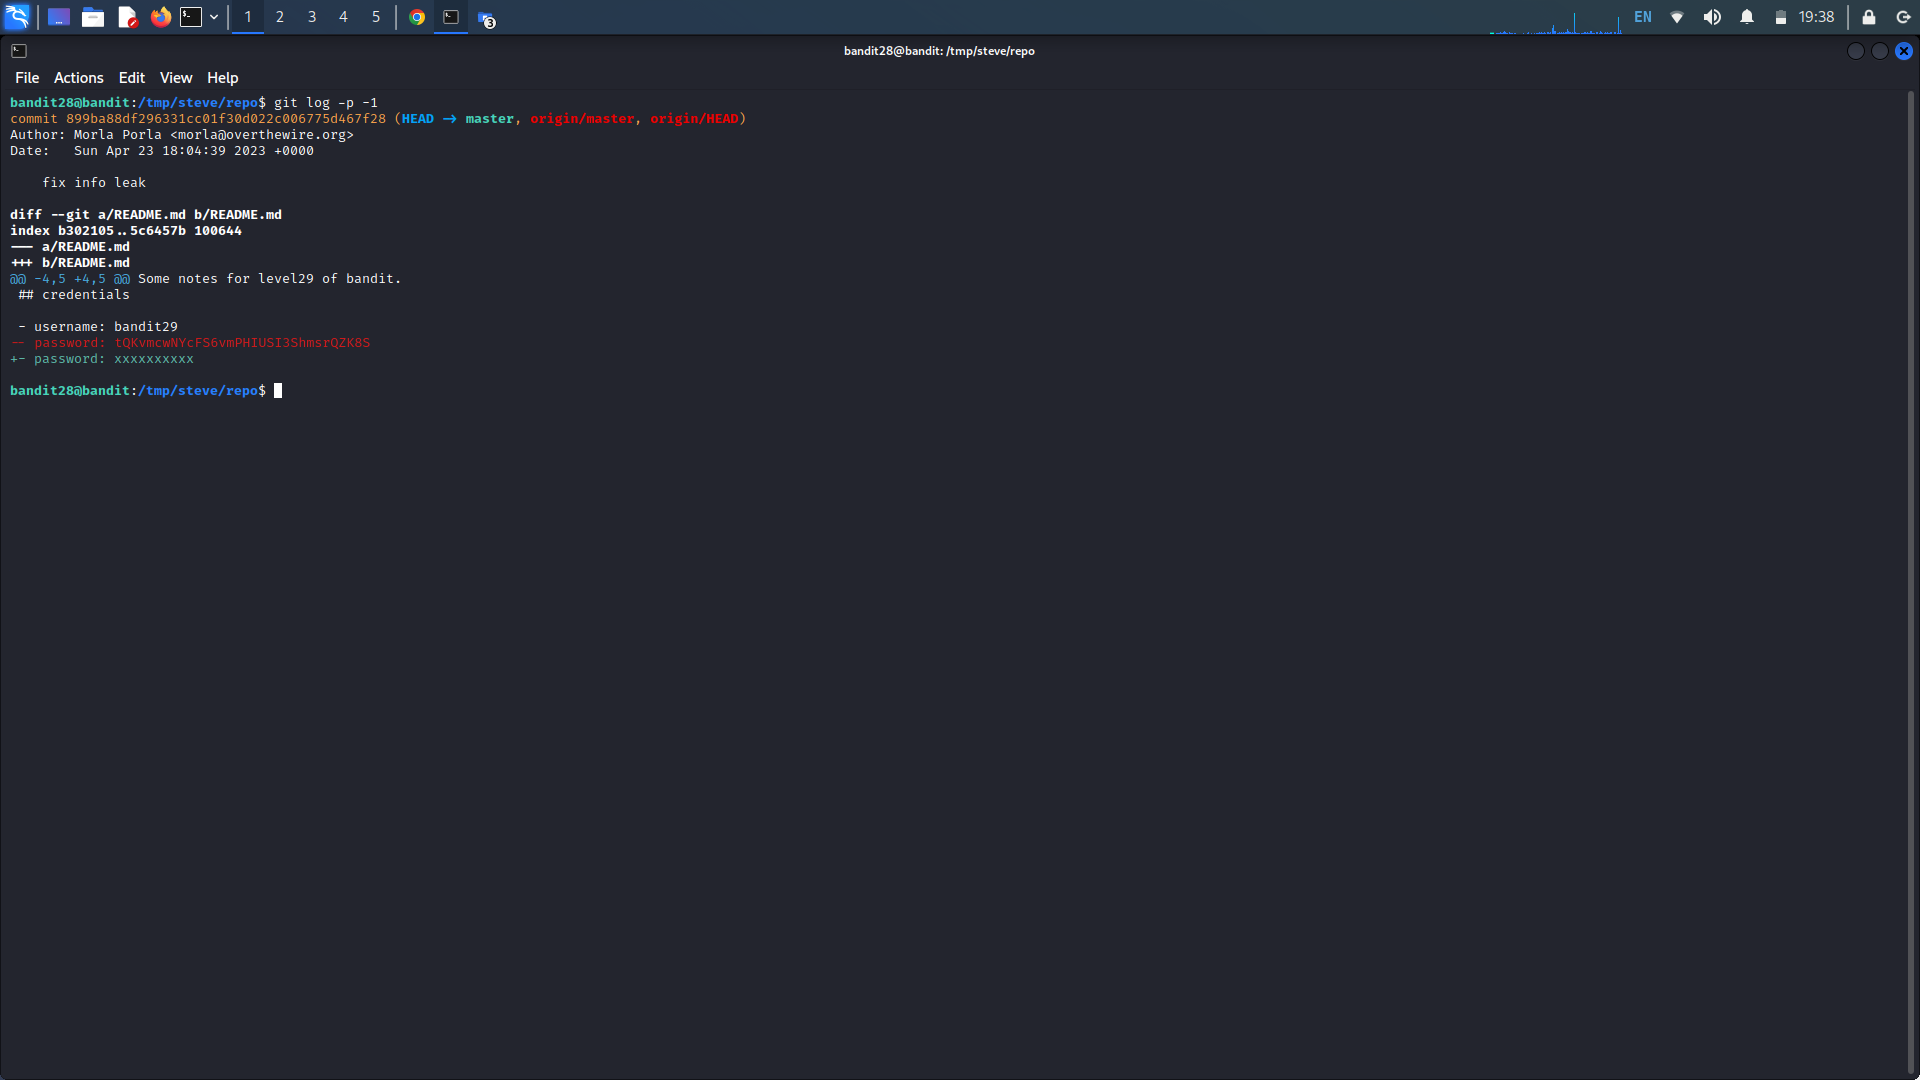 1 2 3 4 5 3 EN 19:38
bandit28@bandit: /tmp/steve/repo
File Actions Edit View Help
bandit28@bandit:/tmp/steve/repo$ git log -p -1
commit 899ba88df296331cc01f30d022c006775d467f28 (HEAD -> master, origin/master, origin/HEAD)
Author: Morla Porla <morla@overthewire.org>
Date:   Sun Apr 23 18:04:39 2023 +0000
    fix info leak
diff --git a/README.md b/README.md
index b302105..5c6457b 100644
--- a/README.md
+++ b/README.md
@@ -4,5 +4,5 @@ Some notes for level29 of bandit.
 ## credentials
 - username: bandit29
-- password: tQKvmcwNYcFS6vmPHIUSI3ShmsrQZK8S
+- password: xxxxxxxxxx
bandit28@bandit:/tmp/steve/repo$